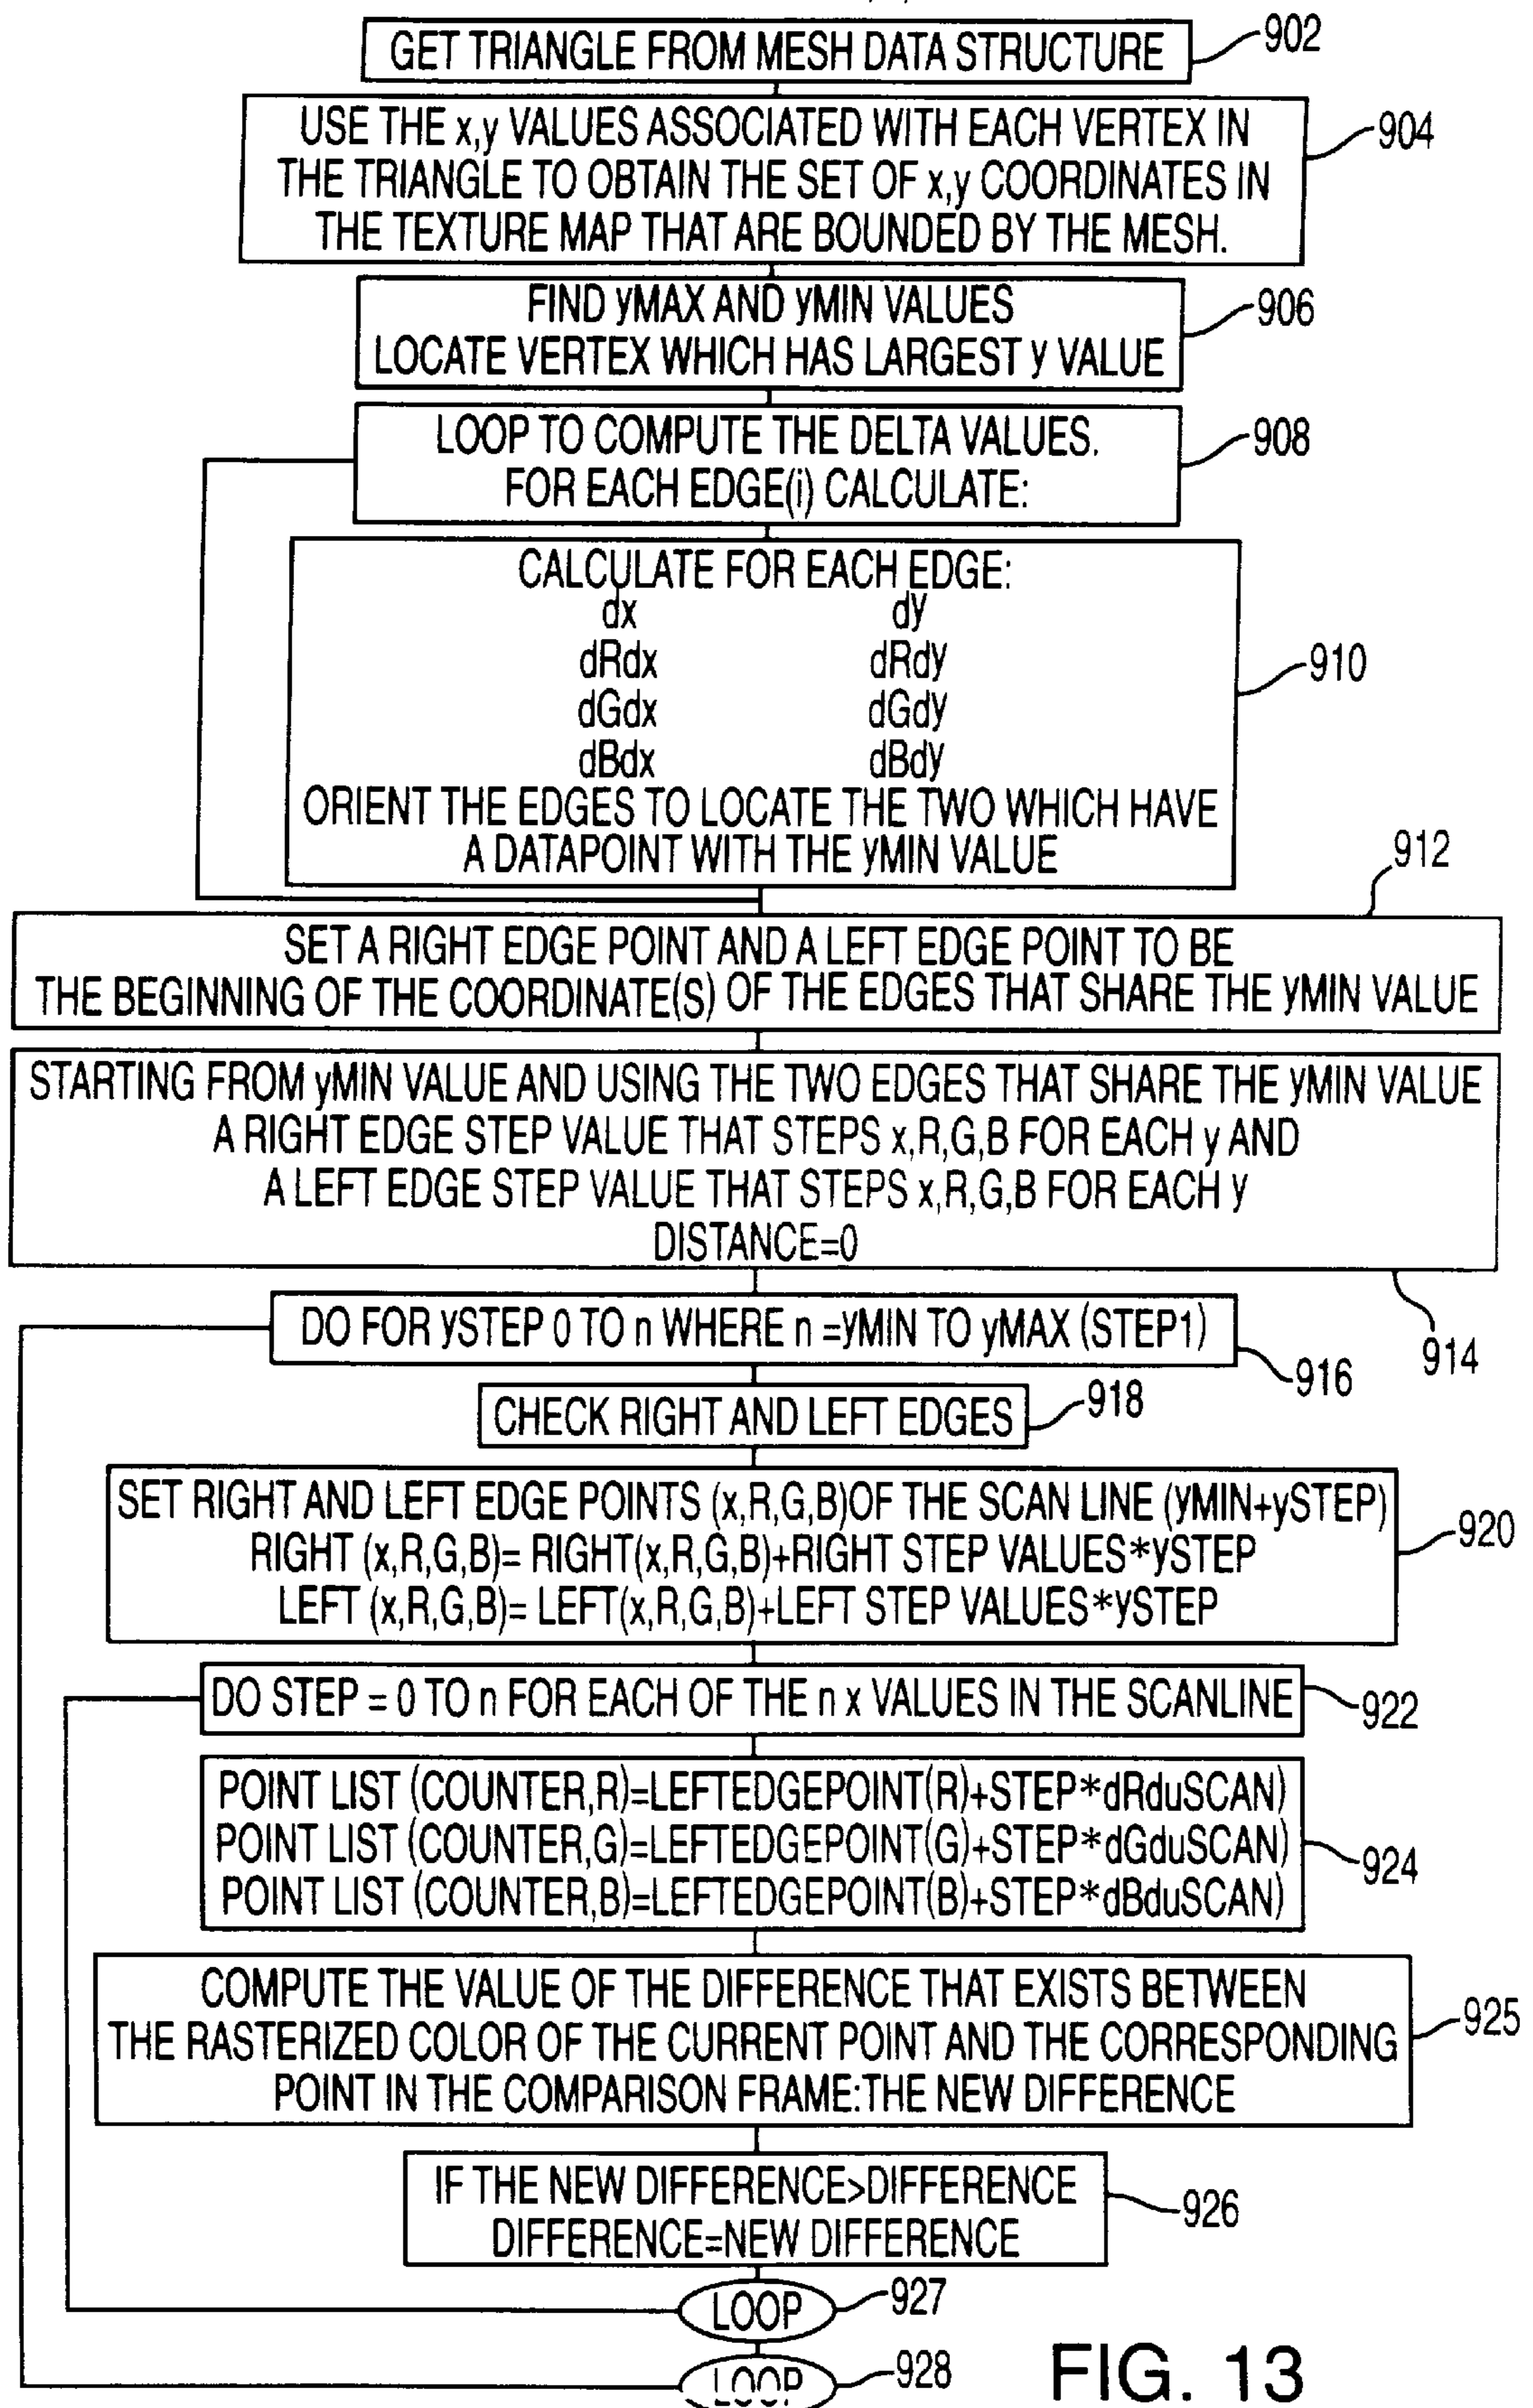 GET TRIANGLE FROM MESH DATA STRUCTURE
902
USE THE x,y VALUES ASSOCIATED WITH EACH VERTEX IN
THE TRIANGLE TO OBTAIN THE SET OF x,y COORDINATES IN
THE TEXTURE MAP THAT ARE BOUNDED BY THE MESH.
904
FIND yMAX AND yMIN VALUES
LOCATE VERTEX WHICH HAS LARGEST y VALUE
906
LOOP TO COMPUTE THE DELTA VALUES.
FOR EACH EDGE(i) CALCULATE:
908
CALCULATE FOR EACH EDGE:
dx dy
dRdx dRdy
dGdx dGdy
dBdx dBdy
ORIENT THE EDGES TO LOCATE THE TWO WHICH HAVE
A DATAPOINT WITH THE yMIN VALUE
910
912
SET A RIGHT EDGE POINT AND A LEFT EDGE POINT TO BE
THE BEGINNING OF THE COORDINATE(S) OF THE EDGES THAT SHARE THE yMIN VALUE
STARTING FROM yMIN VALUE AND USING THE TWO EDGES THAT SHARE THE yMIN VALUE
A RIGHT EDGE STEP VALUE THAT STEPS x,R,G,B FOR EACH y AND
A LEFT EDGE STEP VALUE THAT STEPS x,R,G,B FOR EACH y
DISTANCE=0
914
DO FOR ySTEP 0 TO n WHERE n =yMIN TO yMAX (STEP1)
916
CHECK RIGHT AND LEFT EDGES
918
SET RIGHT AND LEFT EDGE POINTS (x,R,G,B)OF THE SCAN LINE (yMIN+ySTEP)
RIGHT (x,R,G,B)= RIGHT(x,R,G,B)+RIGHT STEP VALUES*ySTEP
LEFT (x,R,G,B)= LEFT(x,R,G,B)+LEFT STEP VALUES*ySTEP
920
DO STEP = 0 TO n FOR EACH OF THE n x VALUES IN THE SCANLINE
922
POINT LIST (COUNTER,R)=LEFTEDGEPOINT(R)+STEP*dRduSCAN)
POINT LIST (COUNTER,G)=LEFTEDGEPOINT(G)+STEP*dGduSCAN)
POINT LIST (COUNTER,B)=LEFTEDGEPOINT(B)+STEP*dBduSCAN)
924
COMPUTE THE VALUE OF THE DIFFERENCE THAT EXISTS BETWEEN
THE RASTERIZED COLOR OF THE CURRENT POINT AND THE CORRESPONDING
POINT IN THE COMPARISON FRAME:THE NEW DIFFERENCE
925
IF THE NEW DIFFERENCE>DIFFERENCE
DIFFERENCE=NEW DIFFERENCE
926
LOOP
927
LOOP
928
FIG. 13